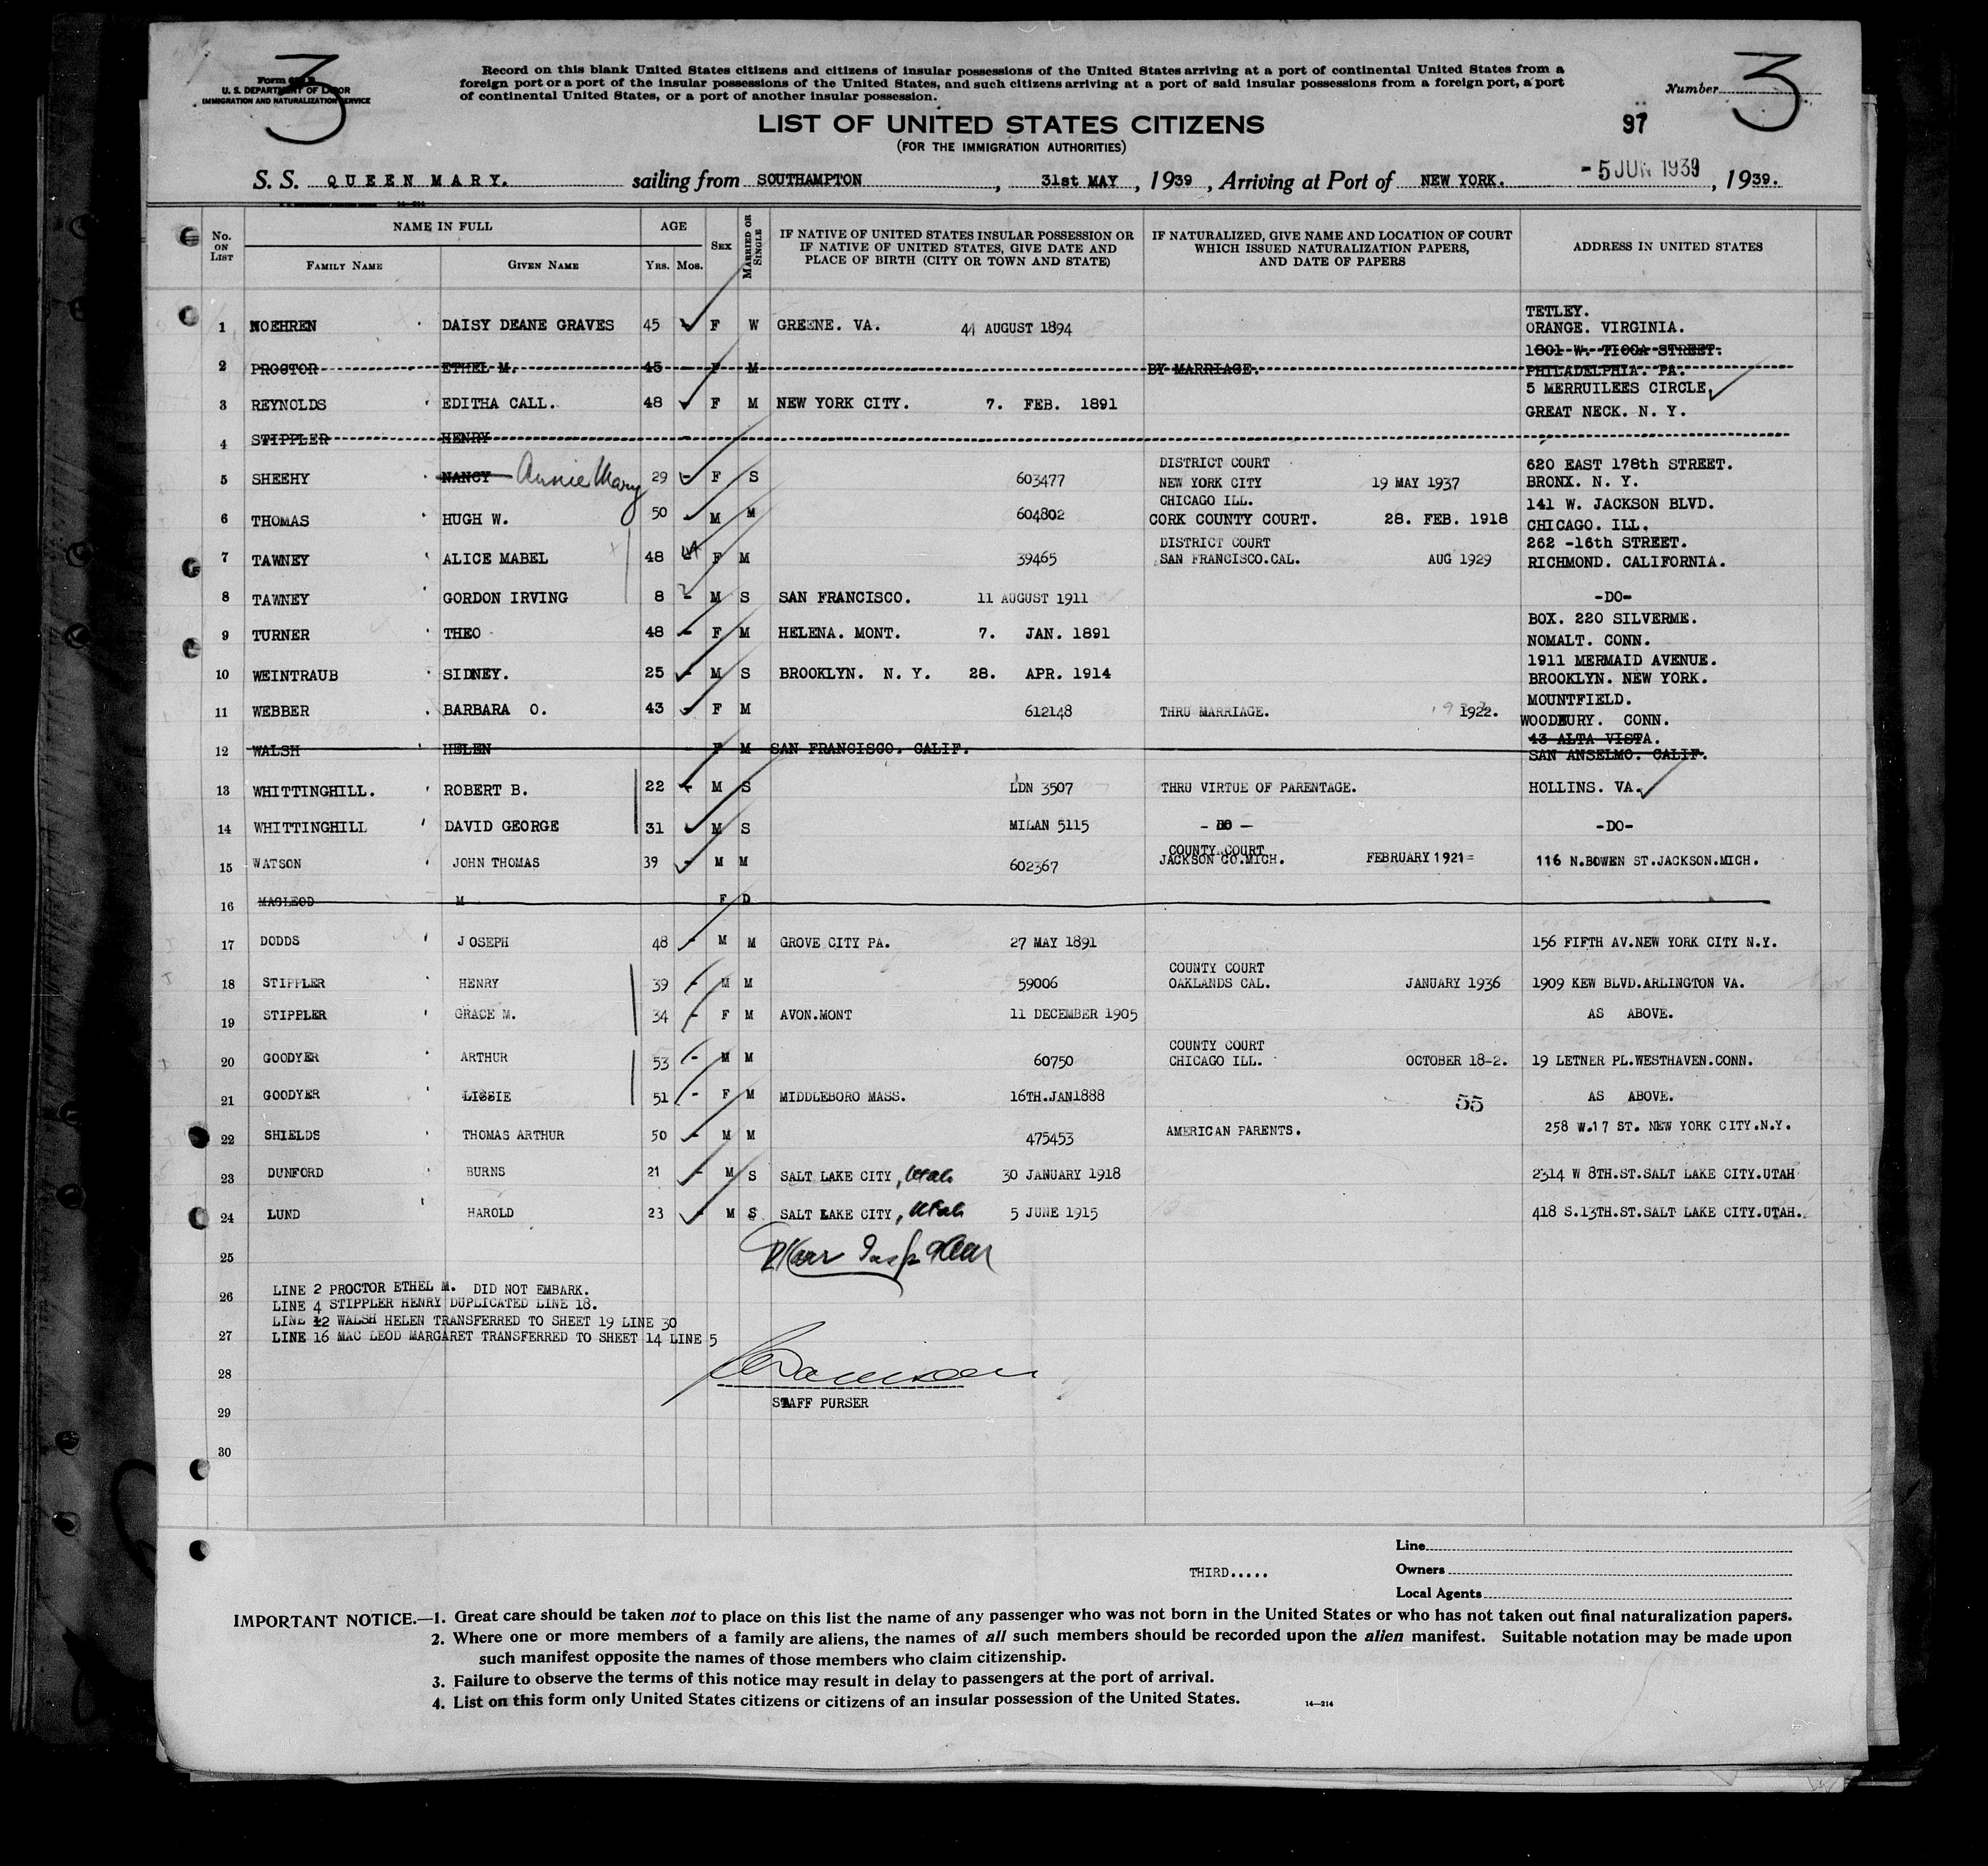 3
Form 630 B
U. S. DEPARTMENT OF LABOR
IMMIGRATION AND NATURALIZATION SERVICE
Record on this blank United States citizens and citizens of insular possessions of the United States arriving at a port of continental United States from a
foreign port or a port of the insular possessions of the United States, and such citizens arriving at a port of said insular possessions from a foreign port, a port
of continental United States, or a port of another insular possession.
Number 3
LIST OF UNITED STATES CITIZENS
(FOR THE IMMIGRATION AUTHORITIES)
97
S. S. QUEEN MARY. sailing from SOUTHAMPTON, 31st MAY, 1939, Arriving at Port of NEW YORK. -5 JUN 1939, 1939.
No. ON LIST
NAME IN FULL
FAMILY NAME GIVEN NAME
AGE
YRS. MOS.
SEX
MARRIED OR SINGLE
IF NATIVE OF UNITED STATES INSULAR POSSESSION OR
IF NATIVE OF UNITED STATES, GIVE DATE AND
PLACE OF BIRTH (CITY OR TOWN AND STATE)
IF NATURALIZED, GIVE NAME AND LOCATION OF COURT
WHICH ISSUED NATURALIZATION PAPERS,
AND DATE OF PAPERS
ADDRESS IN UNITED STATES
1 NOEHREN DAISY DEANE GRAVES 45 - F W GREENE. VA. 4 AUGUST 1894 TETLEY.
ORANGE. VIRGINIA.
2 PROCTOR ETHEL M. 45 - F M BY MARRIAGE. 1801 W. TIOGA STREET.
PHILADELPHIA. PA.
3 REYNOLDS EDITHA CALL. 48 - F M NEW YORK CITY. 7. FEB. 1891 5 MERRUILEES CIRCLE,
GREAT NECK. N. Y.
4 STIPPLER HENRY -
5 SHEEHY NANCY Annie Mary 29 - F S 603477 DISTRICT COURT
NEW YORK CITY 19 MAY 1937 620 EAST 178th STREET.
BRONX. N. Y.
6 THOMAS HUGH W. 50 - M M 604802 CHICAGO ILL.
CORK COUNTY COURT. 28. FEB. 1918 141 W. JACKSON BLVD.
CHICAGO. ILL.
7 TAWNEY ALICE MABEL 48 - F M 39465 DISTRICT COURT
SAN FRANCISCO.CAL. AUG 1929 262 -16th STREET.
RICHMOND. CALIFORNIA.
8 TAWNEY GORDON IRVING 8 - M S SAN FRANCISCO. 11 AUGUST 1911 -DO-
9 TURNER THEO 48 - F M HELENA. MONT. 7. JAN. 1891 BOX. 220 SILVERME.
NOMALT. CONN.
10 WEINTRAUB SIDNEY. 25 - M S BROOKLYN. N. Y. 28. APR. 1914 1911 MERMAID AVENUE.
BROOKLYN. NEW YORK.
11 WEBBER BARBARA O. 43 - F M 612148 THRU MARRIAGE. 1922. MOUNTFIELD.
WOODBURY. CONN.
12 WALSH HELEN F M SAN FRANCISCO. CALIF. 43 ALTA VISTA.
SAN ANSELMO. CALIF.
13 WHITTINGHILL. ROBERT B. 22 - M S LDN 3507 THRU VIRTUE OF PARENTAGE. HOLLINS. VA.
14 WHITTINGHILL DAVID GEORGE 31 - M S MILAN 5115 - DO - -DO-
15 WATSON JOHN THOMAS 39 - M M 602367 COUNTY COURT
JACKSON CO.MICH. FEBRUARY 1921 116 N.BOWEN ST.JACKSON.MICH.
16 MACLEOD M F D
17 DODDS JOSEPH 48 - M M GROVE CITY PA. 27 MAY 1891 156 FIFTH AV.NEW YORK CITY N.Y.
18 STIPPLER HENRY 39 - M M 59006 COUNTY COURT
OAKLANDS CAL. JANUARY 1936 1909 KEW BLVD.ARLINGTON VA.
19 STIPPLER GRACE M. 34 - F M AVON.MONT 11 DECEMBER 1905 AS ABOVE.
20 GOODYER ARTHUR 53 - M M 60750 COUNTY COURT
CHICAGO ILL. OCTOBER 18-2. 19 LETNER PL.WESTHAVEN.CONN.
21 GOODYER LISSIE 51 - F M MIDDLEBORO MASS. 16TH.JAN1888 AS ABOVE.
55
22 SHIELDS THOMAS ARTHUR 50 - M M 475453 AMERICAN PARENTS. 258 W.17 ST. NEW YORK CITY.N.Y.
23 DUNFORD BURNS 21 - M S SALT LAKE CITY, Utah 30 JANUARY 1918 2314 W 8TH.ST.SALT LAKE CITY.UTAH
24 LUND HAROLD 23 - M S SALT LAKE CITY, Utah 5 JUNE 1915 418 S.13TH.ST.SALT LAKE CITY.UTAH.
25
26 LINE 2 PROCTOR ETHEL M. DID NOT EMBARK.
LINE 4 STIPPLER HENRY DUPLICATED LINE 18.
LINE 12 WALSH HELEN TRANSFERRED TO SHEET 19 LINE 30
27 LINE 16 MAC LEOD MARGARET TRANSFERRED TO SHEET 14 LINE 5
28
STAFF PURSER
29
30
Line
THIRD.....
Owners
Local Agents
IMPORTANT NOTICE.—1. Great care should be taken not to place on this list the name of any passenger who was not born in the United States or who has not taken out final naturalization papers.
2. Where one or more members of a family are aliens, the names of all such members should be recorded upon the alien manifest. Suitable notation may be made upon
such manifest opposite the names of those members who claim citizenship.
3. Failure to observe the terms of this notice may result in delay to passengers at the port of arrival.
4. List on this form only United States citizens or citizens of an insular possession of the United States.
14—214